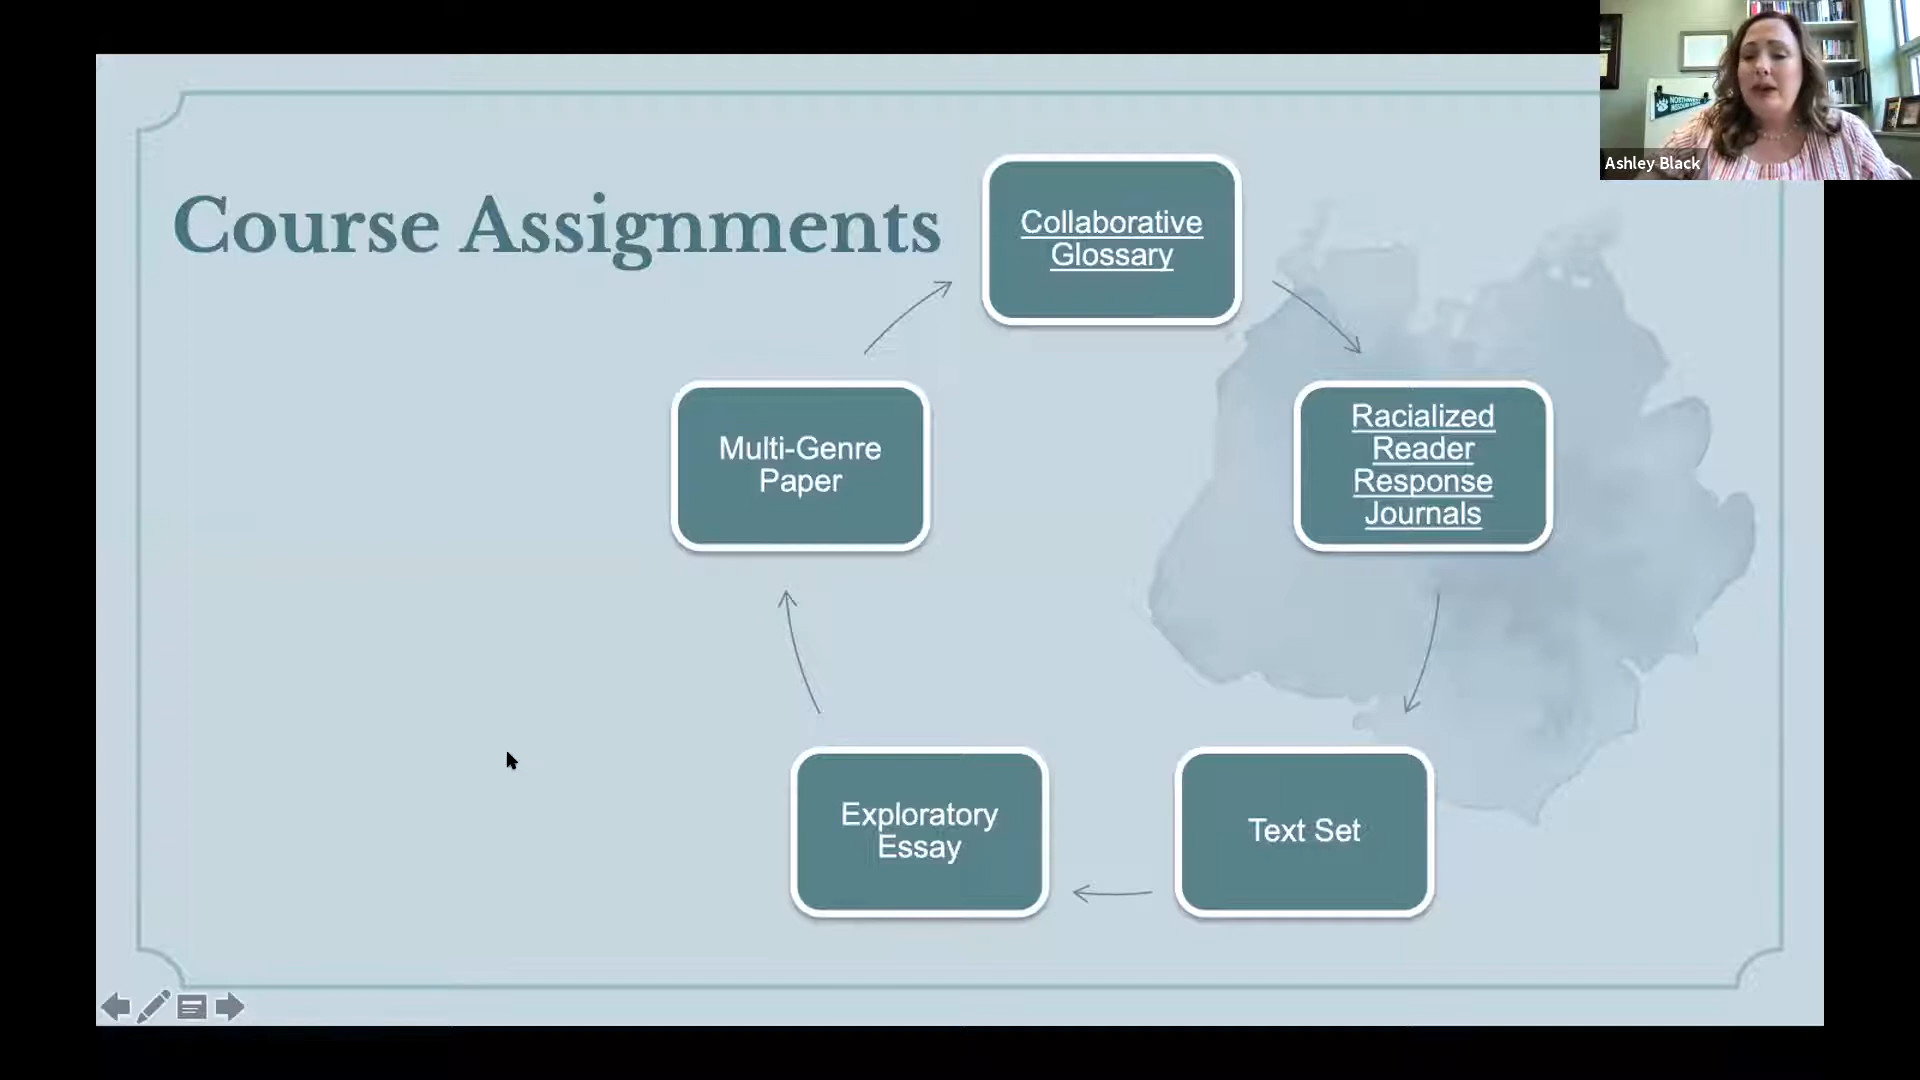 Course Assignments
Collaborative
Glossary
Racialized
Reader
Response
Journals
Text Set
Exploratory
Essay
Multi-Genre
Paper
Ashley Black